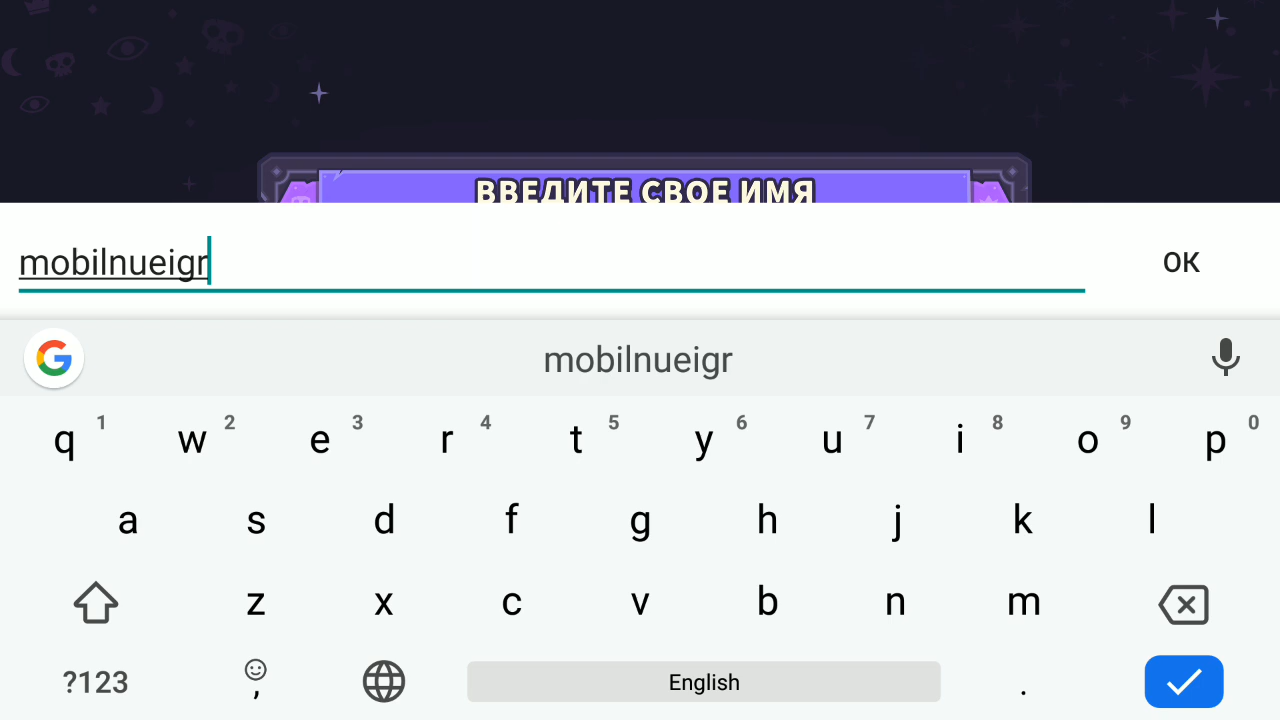 ВВЕДИТЕ СВОЕ ИМЯ
mobilnueigr
OK
G
mobilnueigr
q 1 w 2 e 3 r 4 t 5 y 6 u 7 i 8 o 9 p 0
a s d f g h j k l
z x c v b n m
?123 , English .